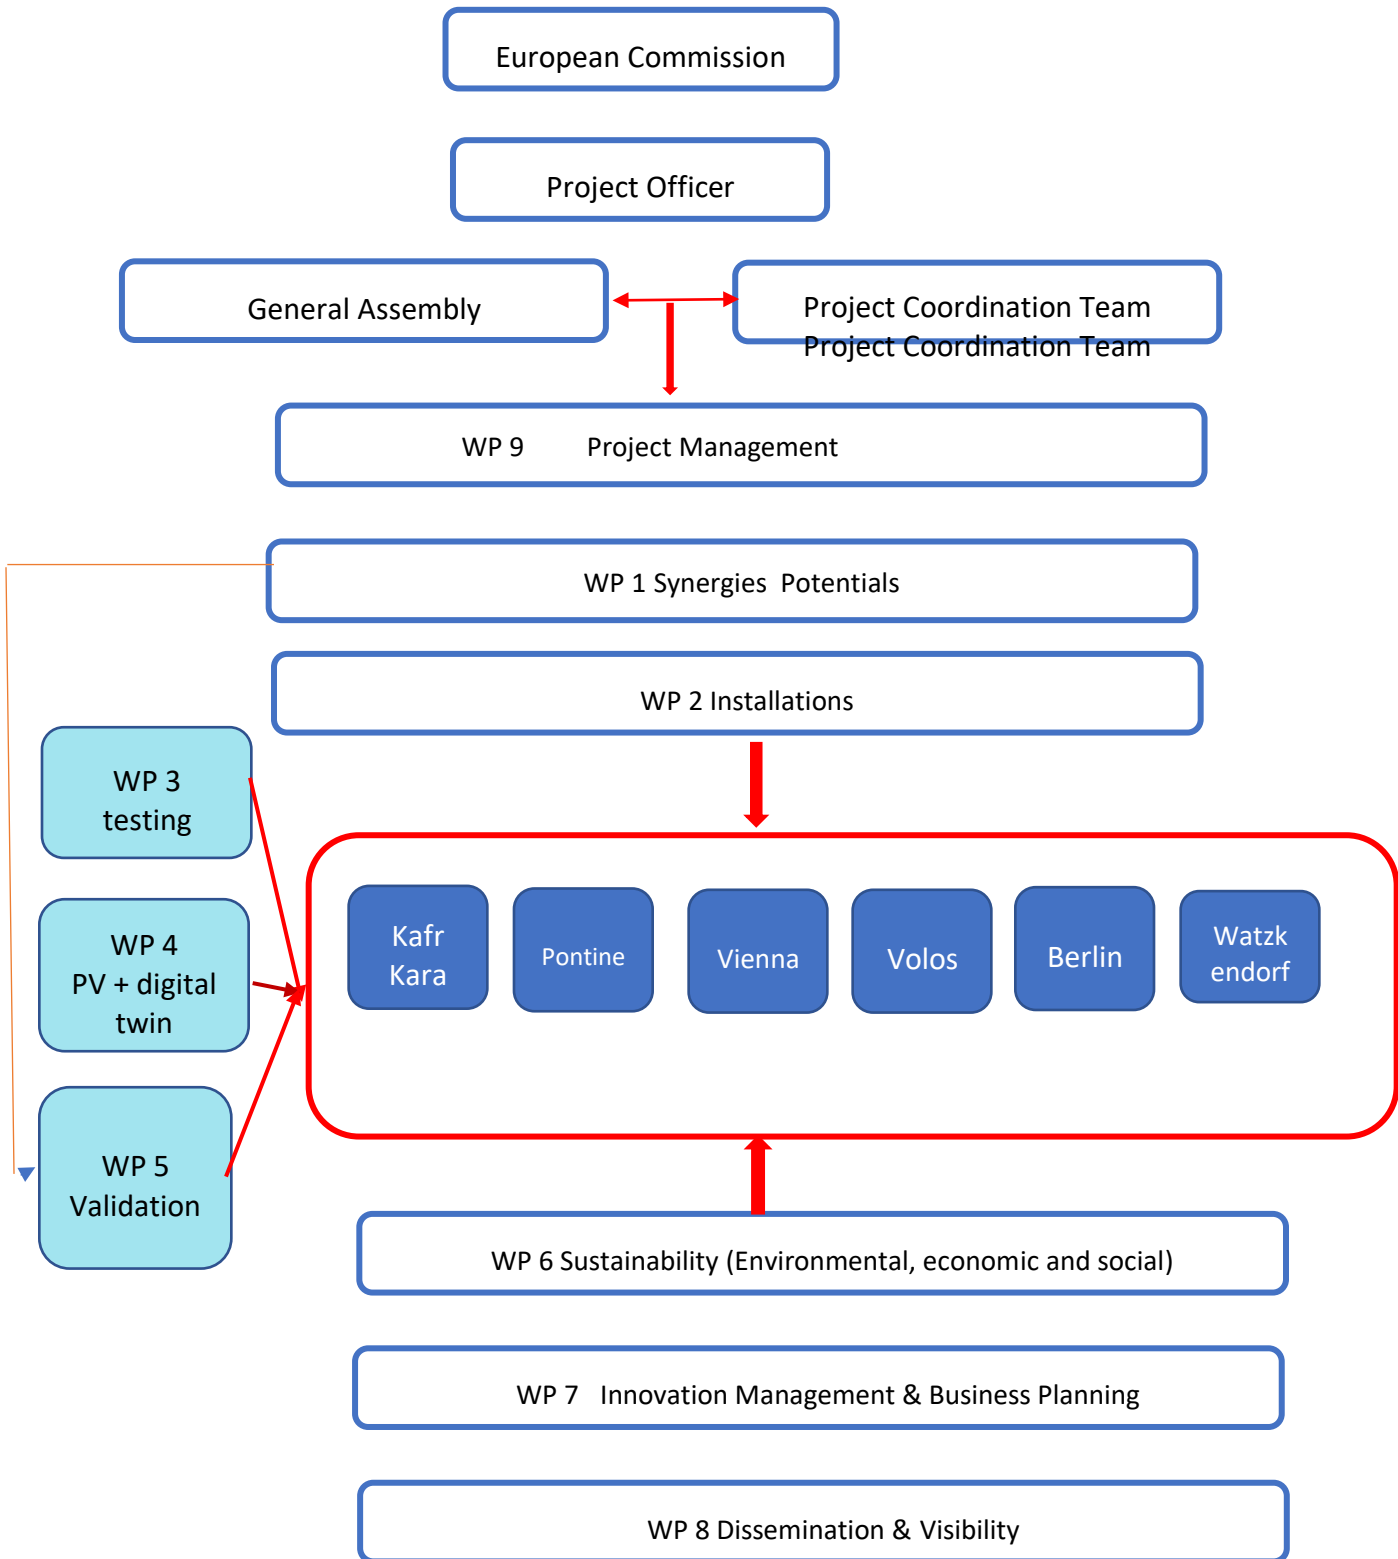 European Commission
Project Officer
General Assembly
Project Coordination Team
Project Coordination Team
WP 9 Project Management
WP 1 Synergies Potentials
WP 2 Installations
WP 3
testing
WP 4
PV + digital
twin
WP 5
Validation
Kafr
Kara
Pontine
Vienna
Volos
Berlin
Watzk
endorf
WP 6 Sustainability (Environmental, economic and social)
WP 7 Innovation Management & Business Planning
WP 8 Dissemination & Visibility